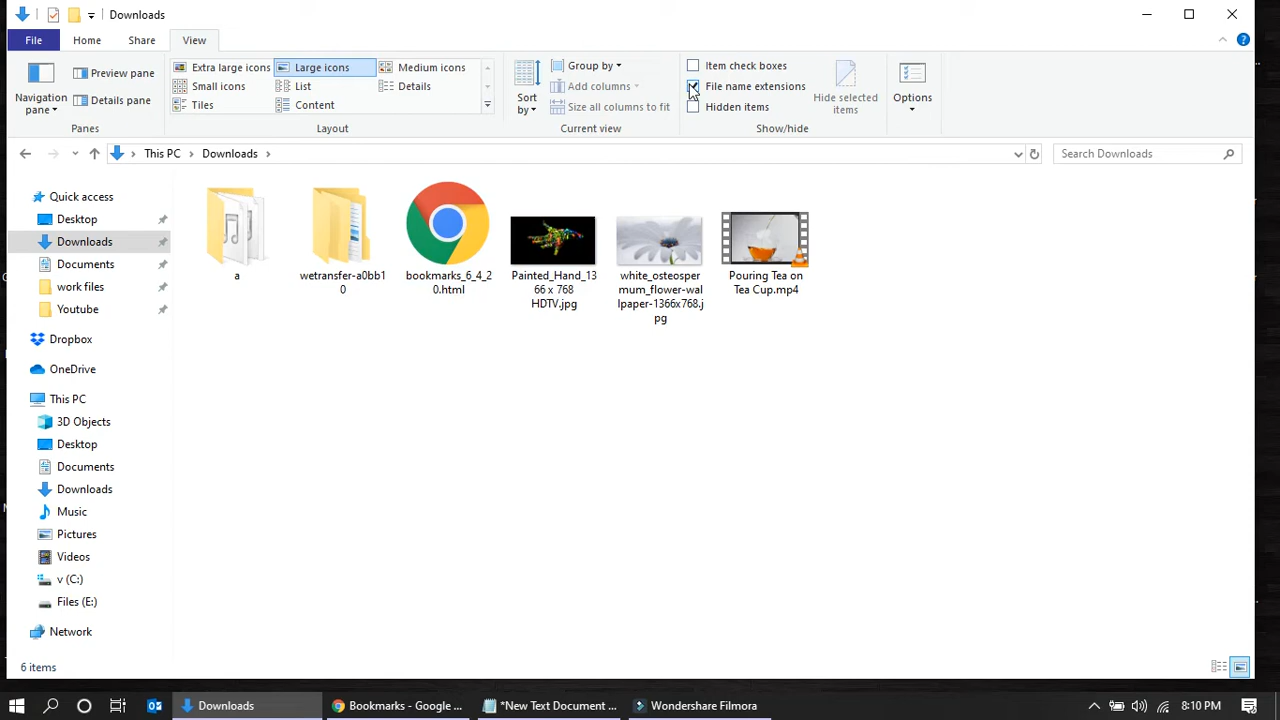 Downloads
File
Home
Share
View
Navigation pane
Preview pane
Details pane
Panes
Extra large icons
Large icons
Medium icons
Small icons
List
Details
Tiles
Content
Layout
Sort by
Group by
Add columns
Size all columns to fit
Current view
Item check boxes
File name extensions
Hidden items
Hide selected
items
Show/hide
Options
This PC > Downloads >
Search Downloads
Quick access
Desktop
Downloads
Documents
work files
Youtube
Dropbox
OneDrive
This PC
3D Objects
Desktop
Documents
Downloads
Music
Pictures
Videos
v (C:)
Files (E:)
Network
a
wetransfer-a0bb1
0
bookmarks_6_4_2
0.html
Painted_Hand_13
66 x 768
HDTV.jpg
white_osteosper
mum_flower-wal
lpaper-1366x768.j
pg
Pouring Tea on
Tea Cup.mp4
6 items
Downloads
Bookmarks - Google ...
*New Text Document ...
Wondershare Filmora
8:10 PM